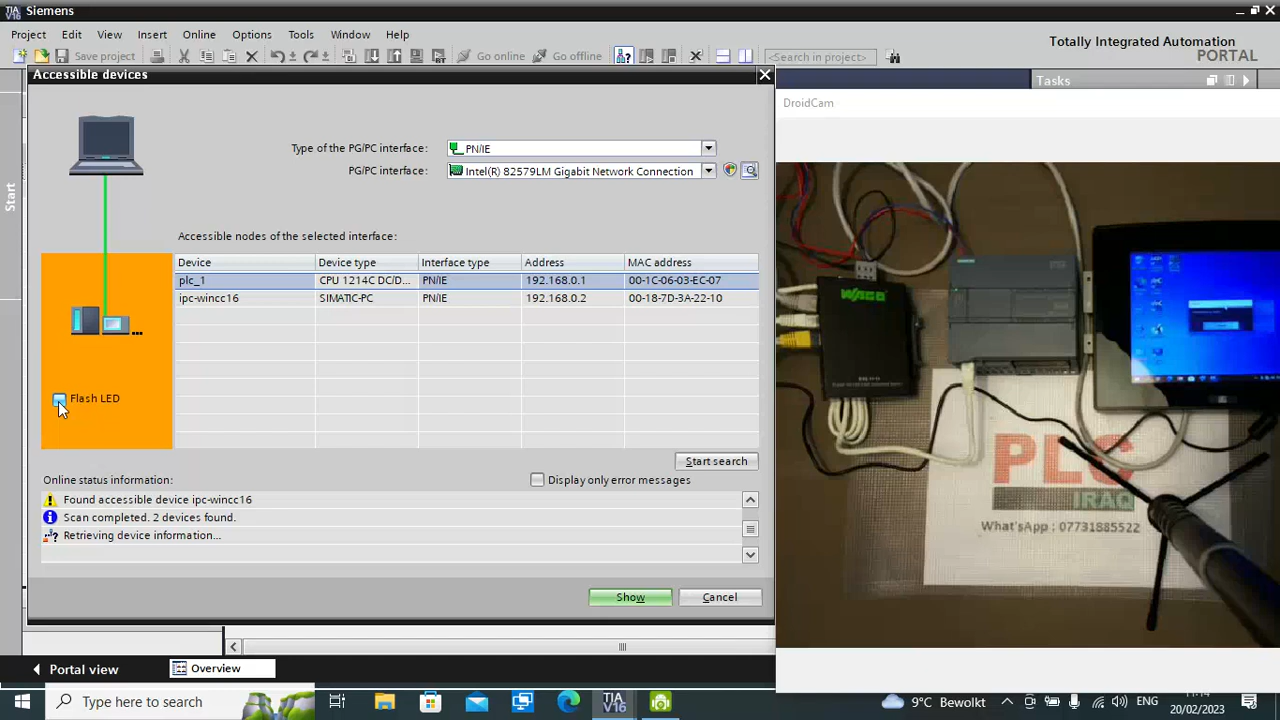 TIA V16 Siemens
Project Edit View Insert Online Options Tools Window Help
Totally Integrated Automation
PORTAL
Save project Go online Go offline <Search in project>
Accessible devices
Tasks
DroidCam
Start
Type of the PG/PC interface: PN/IE
PG/PC interface: Intel(R) 82579LM Gigabit Network Connection
Accessible nodes of the selected interface:
Device Device type Interface type Address MAC address
plc_1 CPU 1214C DC/D... PN/IE 192.168.0.1 00-1C-06-03-EC-07
ipc-wincc16 SIMATIC-PC PN/IE 192.168.0.2 00-18-7D-3A-22-10
Flash LED
Start search
Online status information: Display only error messages
Found accessible device ipc-wincc16
Scan completed. 2 devices found.
Retrieving device information...
Show Cancel
WAGO
PLC
IRAQ
What'sApp : 07731885522
Portal view Overview
Type here to search TIA V16 9°C Bewolkt ENG
11:14
20/02/2023